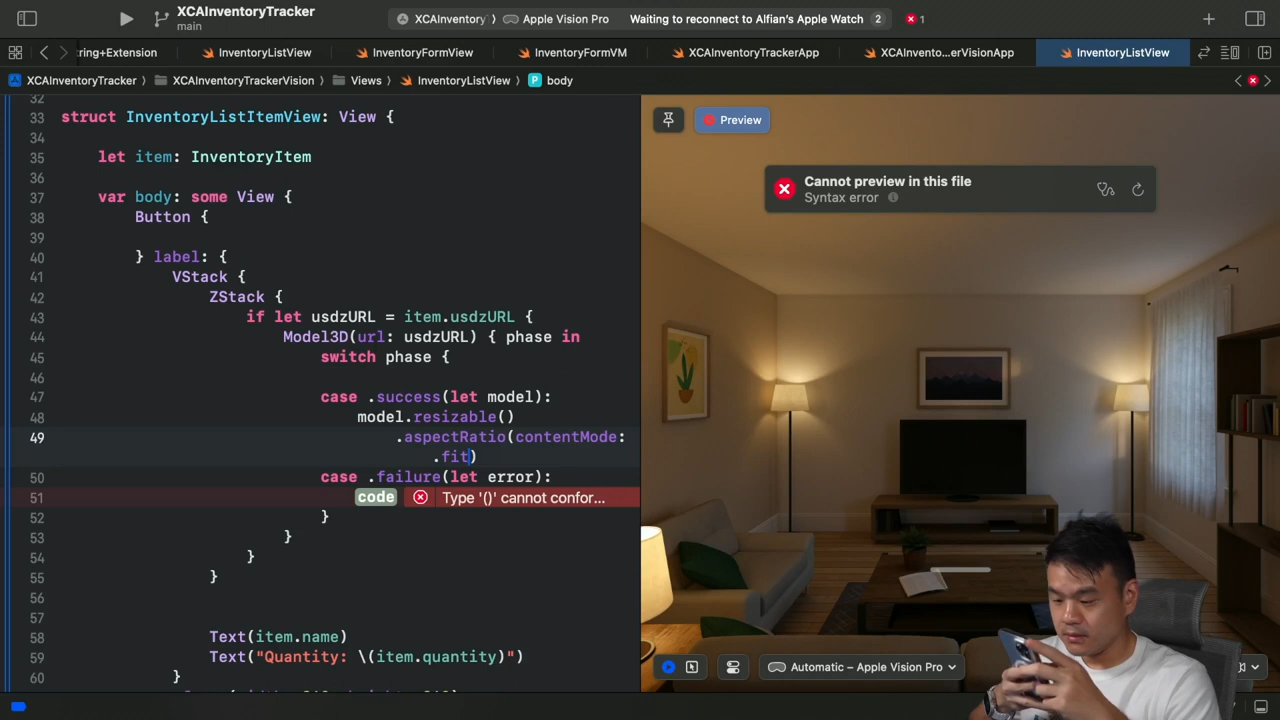 XCAInventoryTracker
main
XCAInventory
Apple Vision Pro
Waiting to reconnect to Alfian's Apple Watch
2
1
ring+Extension
InventoryListView
InventoryFormView
InventoryFormVM
XCAInventoryTrackerApp
XCAInvento...erVisionApp
InventoryListView
XCAInventoryTracker
XCAInventoryTrackerVision
Views
InventoryListView
P body
32
33 struct InventoryListItemView: View {
34
35 let item: InventoryItem
36
37 var body: some View {
38 Button {
39
40 } label: {
41 VStack {
42 ZStack {
43 if let usdzURL = item.usdzURL {
44 Model3D(url: usdzURL) { phase in
45 switch phase {
46
47 case .success(let model):
48 model.resizable()
49 .aspectRatio(contentMode:
.fit)
50 case .failure(let error):
51 code Type '()' cannot confor...
52 }
53 }
54 }
55 }
56
57
58 Text(item.name)
59 Text("Quantity: \(item.quantity)")
60 }
Preview
Cannot preview in this file
Syntax error
Automatic – Apple Vision Pro